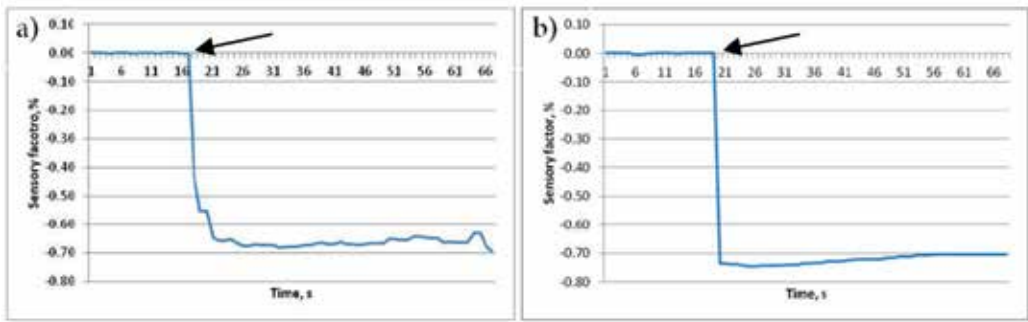 a)
0.10
0.00
-0.10
-0.20
-0.30
-0.40
-0.50
-0.60
-0.70
-0.80
1 6 11 16 21 26 31 36 41 46 51 56 61 66
Sensory facotro, %
Time, s
b)
0.10
0.00
-0.10
-0.20
-0.30
-0.40
-0.50
-0.60
-0.70
-0.80
1 6 11 16 21 26 31 36 41 46 51 56 61 66
Sensory factor, %
Time, s